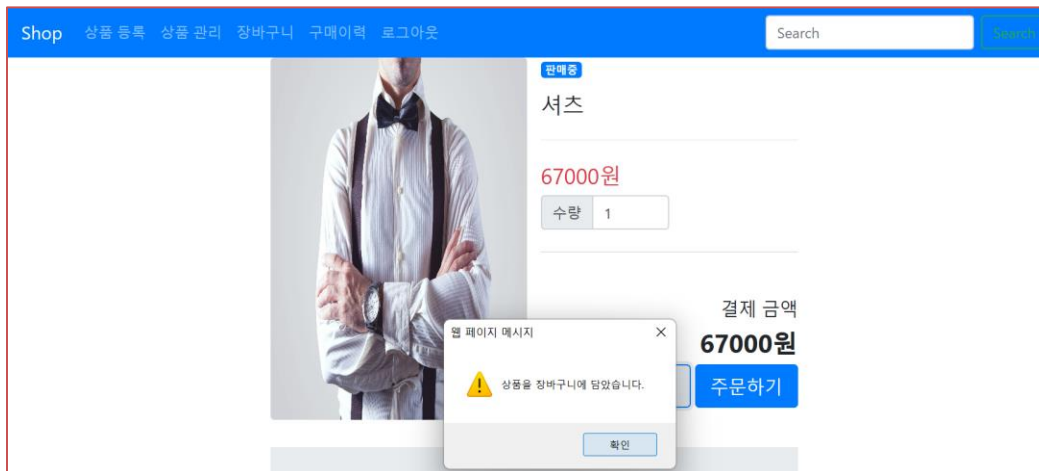 Shop 상품 등록 상품 관리 장바구니 구매이력 로그아웃 Search Search
판매중
셔츠
67000원
수량 1
결제 금액
67000원
주문하기
웹 페이지 메시지
상품을 장바구니에 담았습니다.
확인